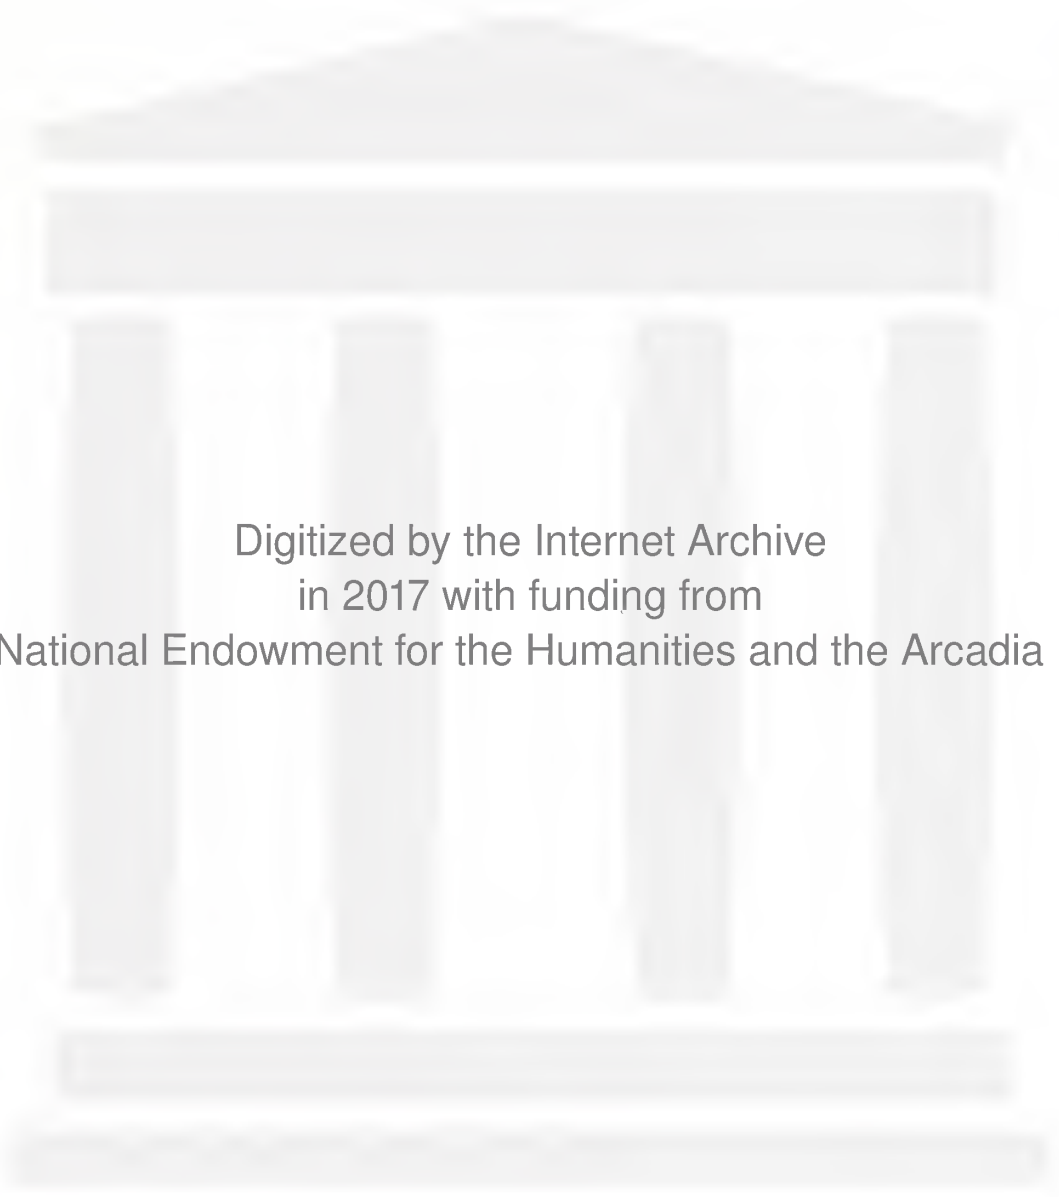 Digitized by the Internet Archive
in 2017 with funding from
National Endowment for the Humanities and the Arcadia